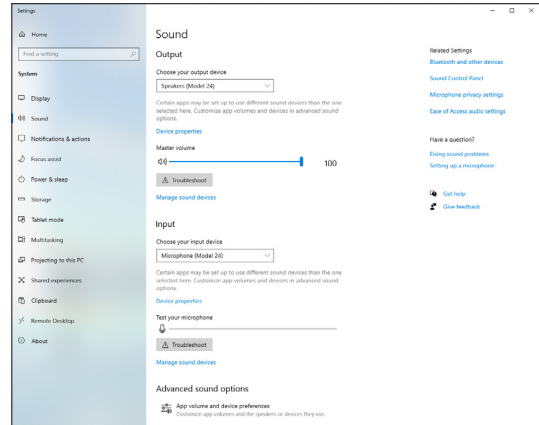 Settings
Home
Find a setting
System
Display
Sound
Notifications & actions
Focus assist
Power & sleep
Storage
Tablet mode
Multitasking
Projecting to this PC
Shared experiences
Clipboard
Remote Desktop
About
Sound
Output
Choose your output device
Speakers (Model 24)
Certain apps may be set up to use different sound devices than the one
selected here. Customize app volumes and devices in advanced sound
options.
Device properties
Master volume
100
Troubleshoot
Manage sound devices
Input
Choose your input device
Microphone (Model 24)
Certain apps may be set up to use different sound devices than the one
selected here. Customize app volumes and devices in advanced sound
options.
Device properties
Test your microphone
Troubleshoot
Manage sound devices
Advanced sound options
App volume and device preferences
Customize app volumes and the speakers or devices they use.
Related Settings
Bluetooth and other devices
Sound Control Panel
Microphone privacy settings
Ease of Access audio settings
Have a question?
Fixing sound problems
Setting up a microphone
Get help
Give feedback